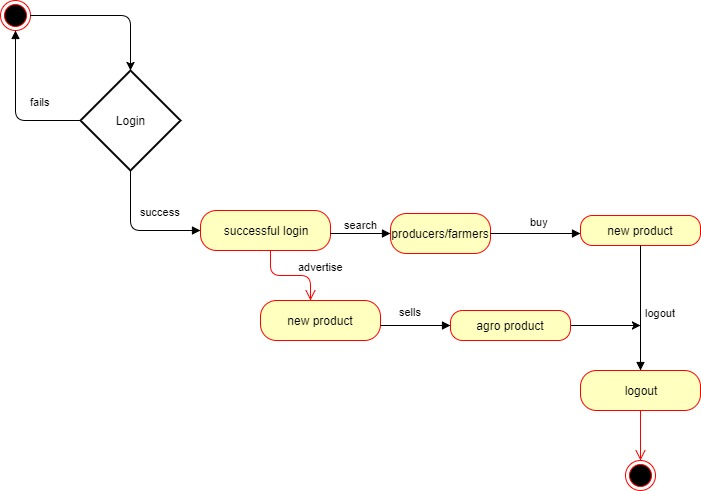 fails
Login
success
successful login
search
producers/farmers
buy
new product
advertise
new product
sells
agro product
logout
logout